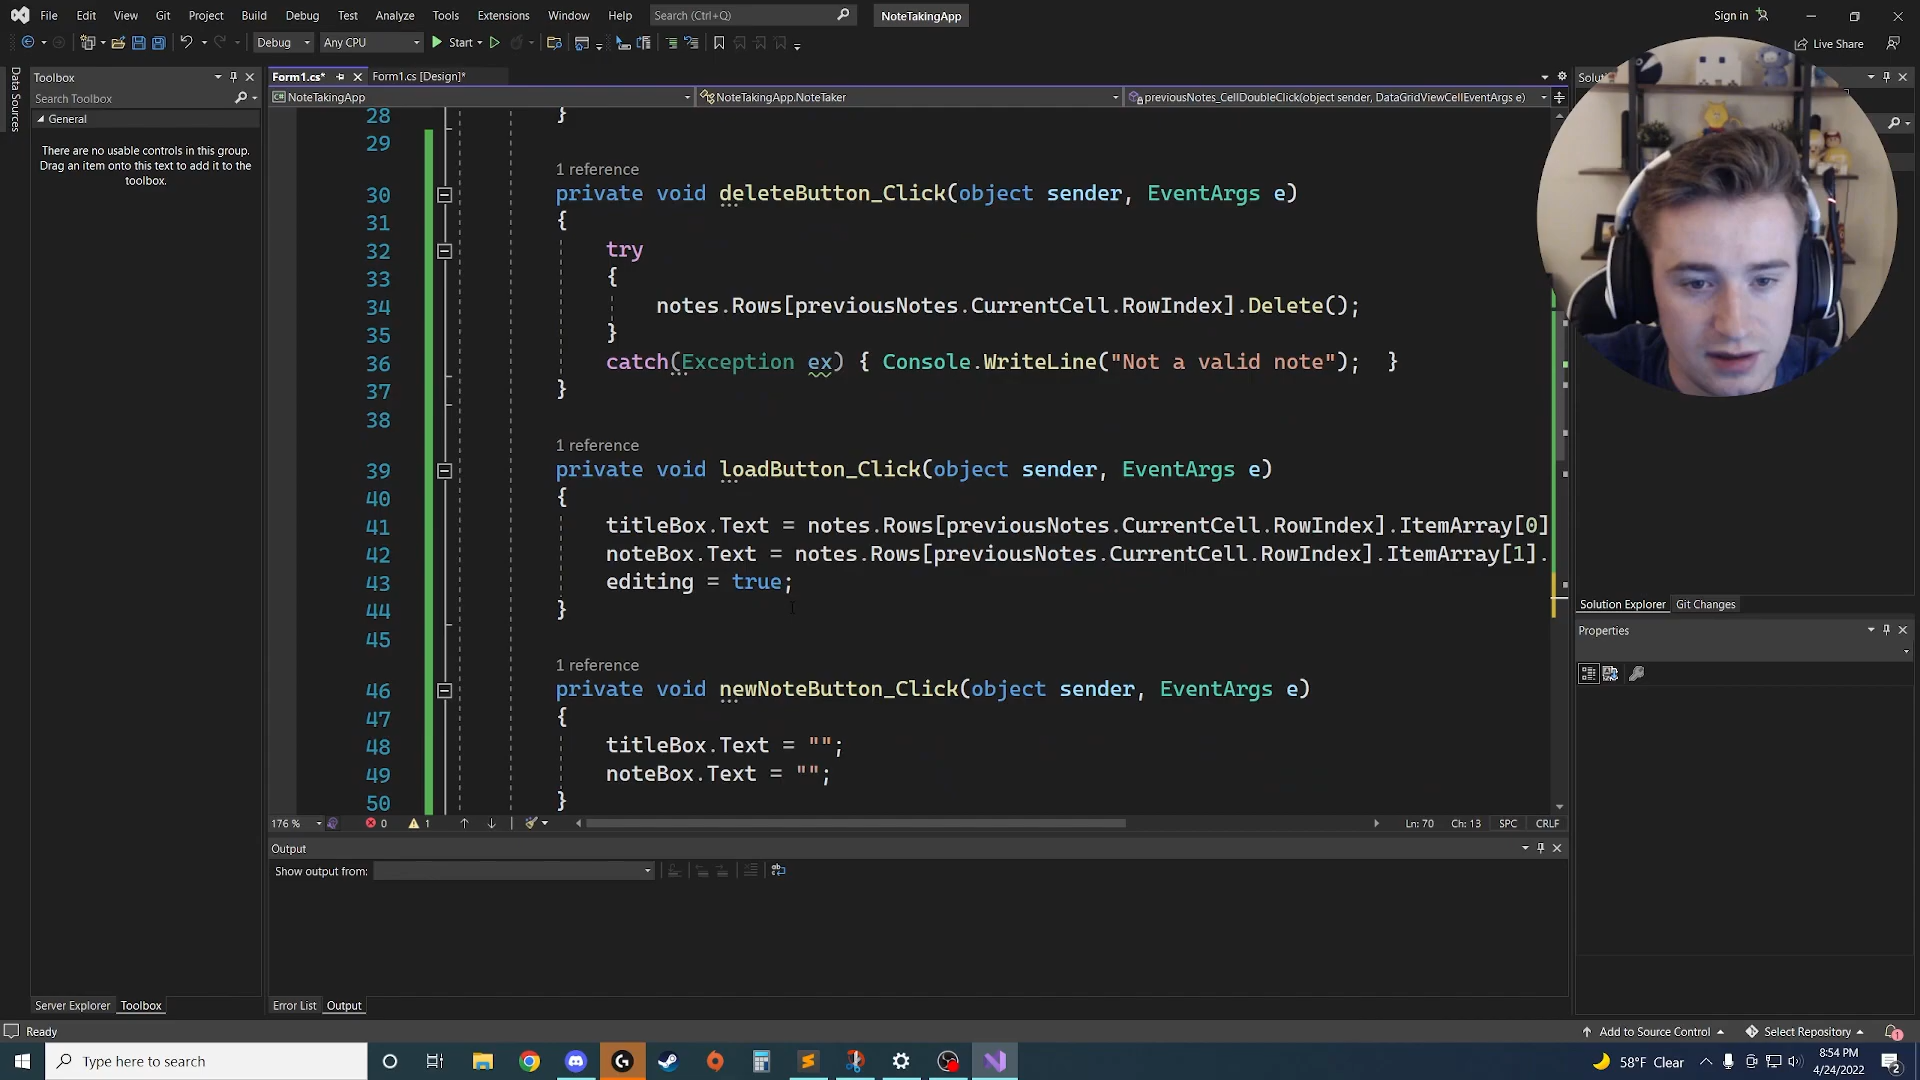 File Edit View Git Project Build Debug Test Analyze Tools Extensions Window Help Search (Ctrl+Q) NoteTakingApp Sign in
Debug Any CPU Start Live Share
Toolbox Form1.cs* Form1.cs [Design]*
Search Toolbox NoteTakingApp NoteTakingApp.NoteTaker previousNotes_CellDoubleClick(object sender, DataGridViewCellEventArgs e)
General
There are no usable controls in this group.
Drag an item onto this text to add it to the
toolbox.
Data Sources
28 }
29
1 reference
30 private void deleteButton_Click(object sender, EventArgs e)
31 {
32 try
33 {
34 notes.Rows[previousNotes.CurrentCell.RowIndex].Delete();
35 }
36 catch(Exception ex) { Console.WriteLine("Not a valid note"); }
37 }
38
1 reference
39 private void loadButton_Click(object sender, EventArgs e)
40 {
41 titleBox.Text = notes.Rows[previousNotes.CurrentCell.RowIndex].ItemArray[0]
42 noteBox.Text = notes.Rows[previousNotes.CurrentCell.RowIndex].ItemArray[1].
43 editing = true;
44 }
45
1 reference
46 private void newNoteButton_Click(object sender, EventArgs e)
47 {
48 titleBox.Text = "";
49 noteBox.Text = "";
50 }
176 % 0 1 Ln: 70 Ch: 13 SPC CRLF
Solution Explorer Git Changes
Properties
Output
Show output from:
Server Explorer Toolbox Error List Output
Ready Add to Source Control Select Repository 1
Type here to search 58°F Clear 8:54 PM
4/24/2022 2